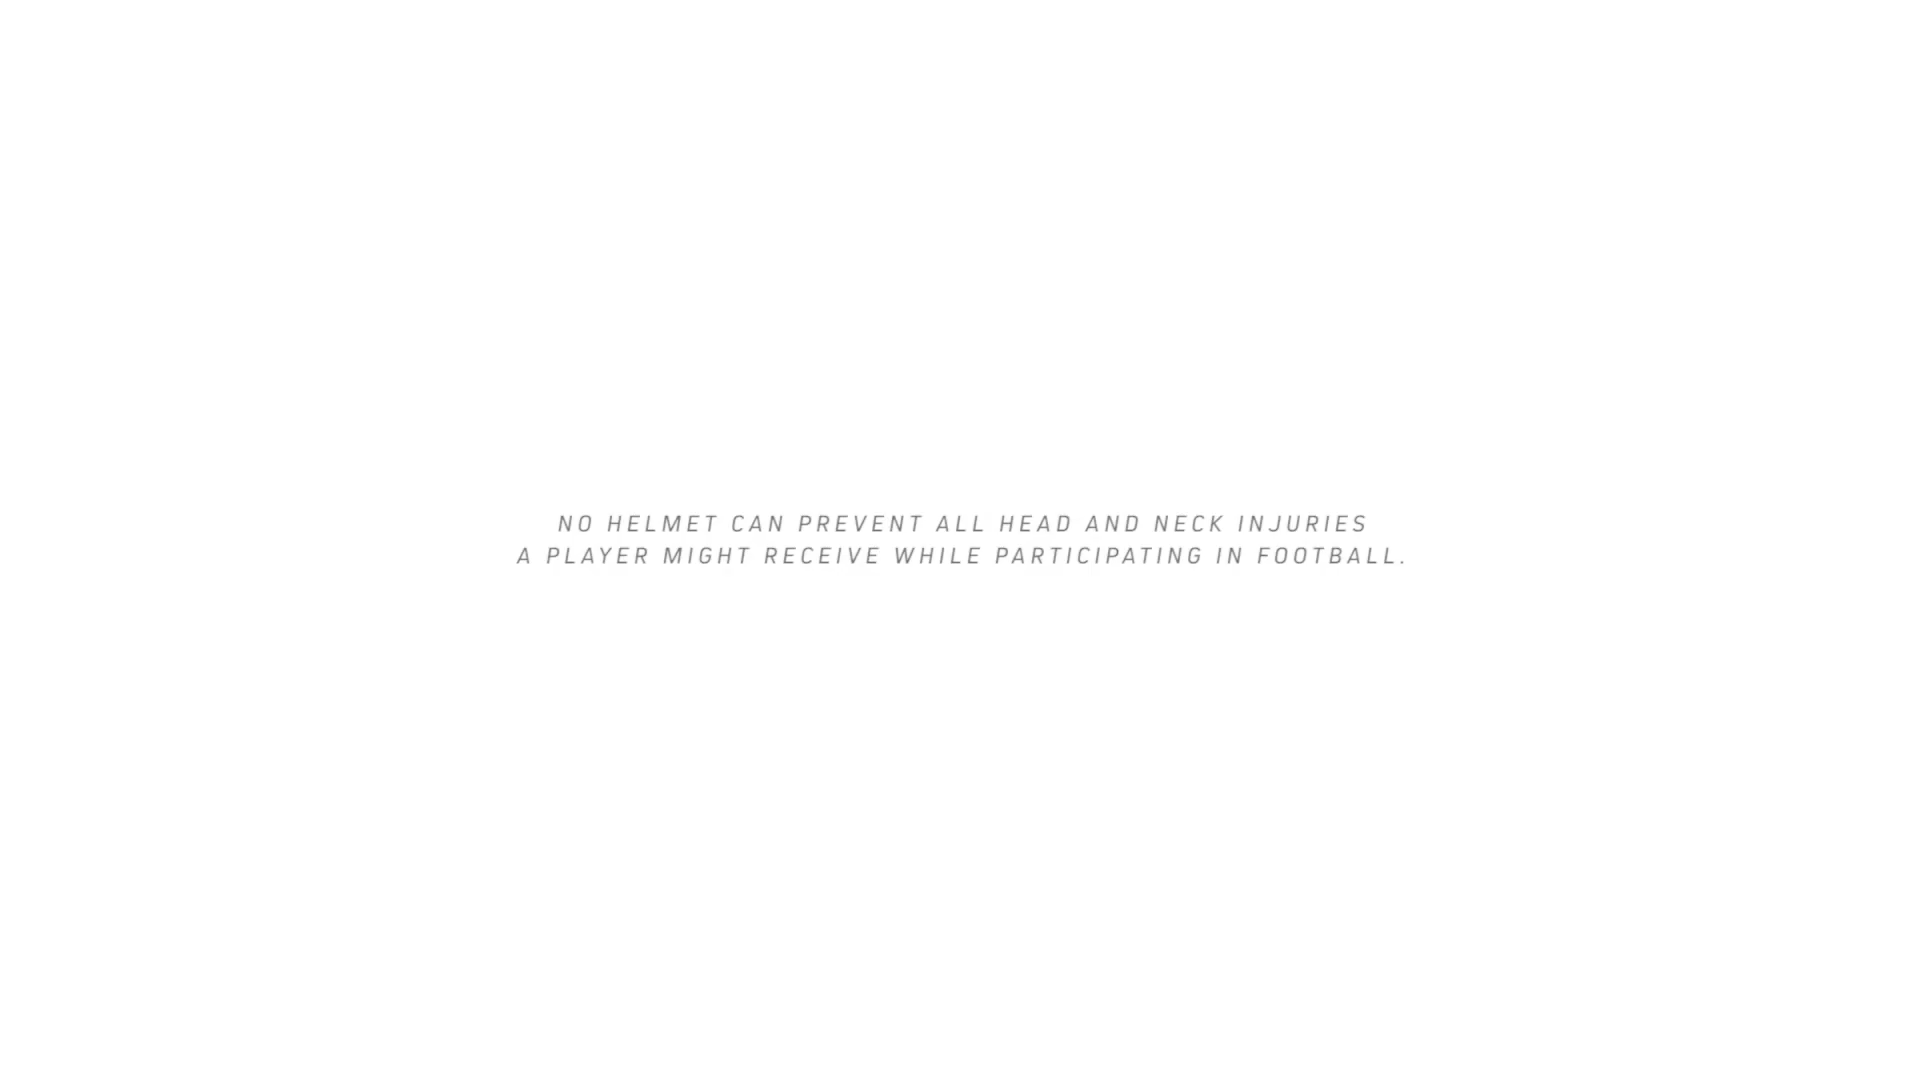 NO HELMET CAN PREVENT ALL HEAD AND NECK INJURIES
A PLAYER MIGHT RECEIVE WHILE PARTICIPATING IN FOOTBALL.